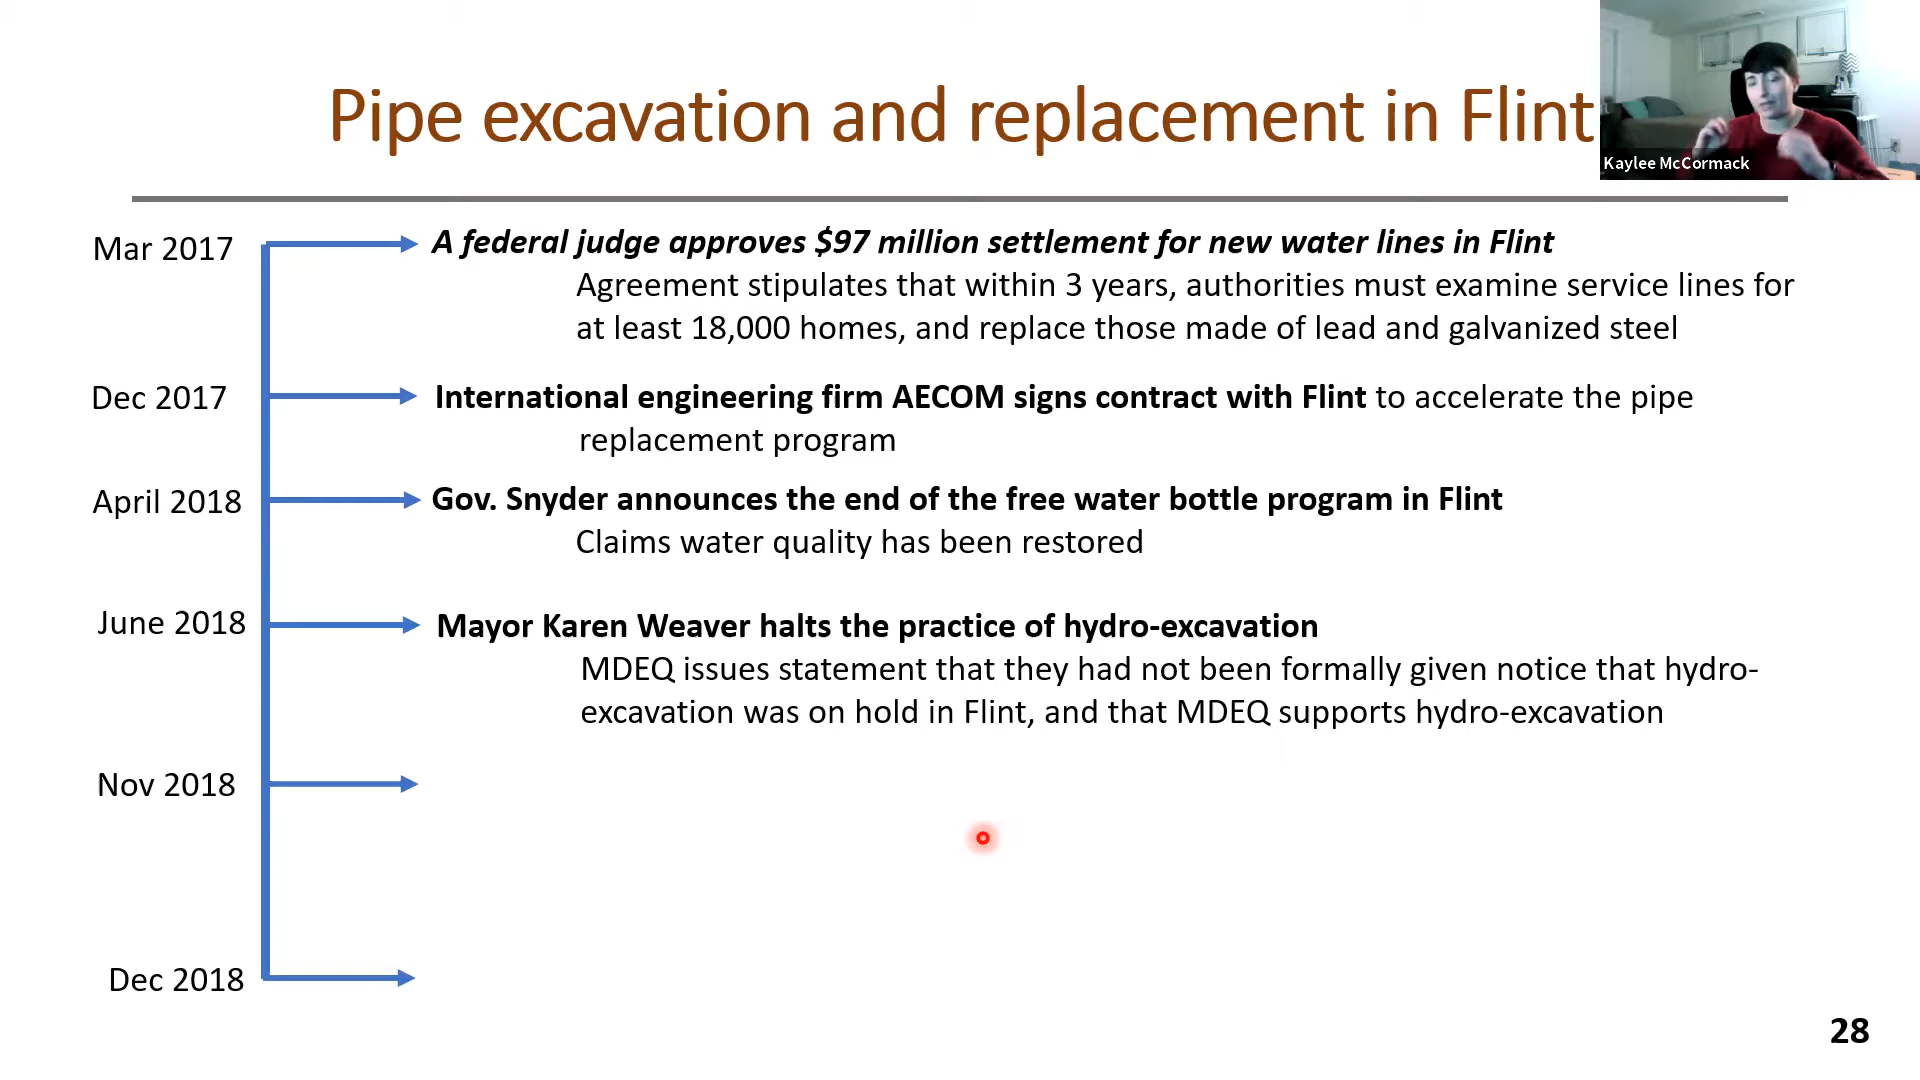 Pipe excavation and replacement in Flint
Kaylee McCormack
Mar 2017
A federal judge approves $97 million settlement for new water lines in Flint
Agreement stipulates that within 3 years, authorities must examine service lines for
at least 18,000 homes, and replace those made of lead and galvanized steel
Dec 2017
International engineering firm AECOM signs contract with Flint to accelerate the pipe
replacement program
April 2018
Gov. Snyder announces the end of the free water bottle program in Flint
Claims water quality has been restored
June 2018
Mayor Karen Weaver halts the practice of hydro-excavation
MDEQ issues statement that they had not been formally given notice that hydro-
excavation was on hold in Flint, and that MDEQ supports hydro-excavation
Nov 2018
Dec 2018
28